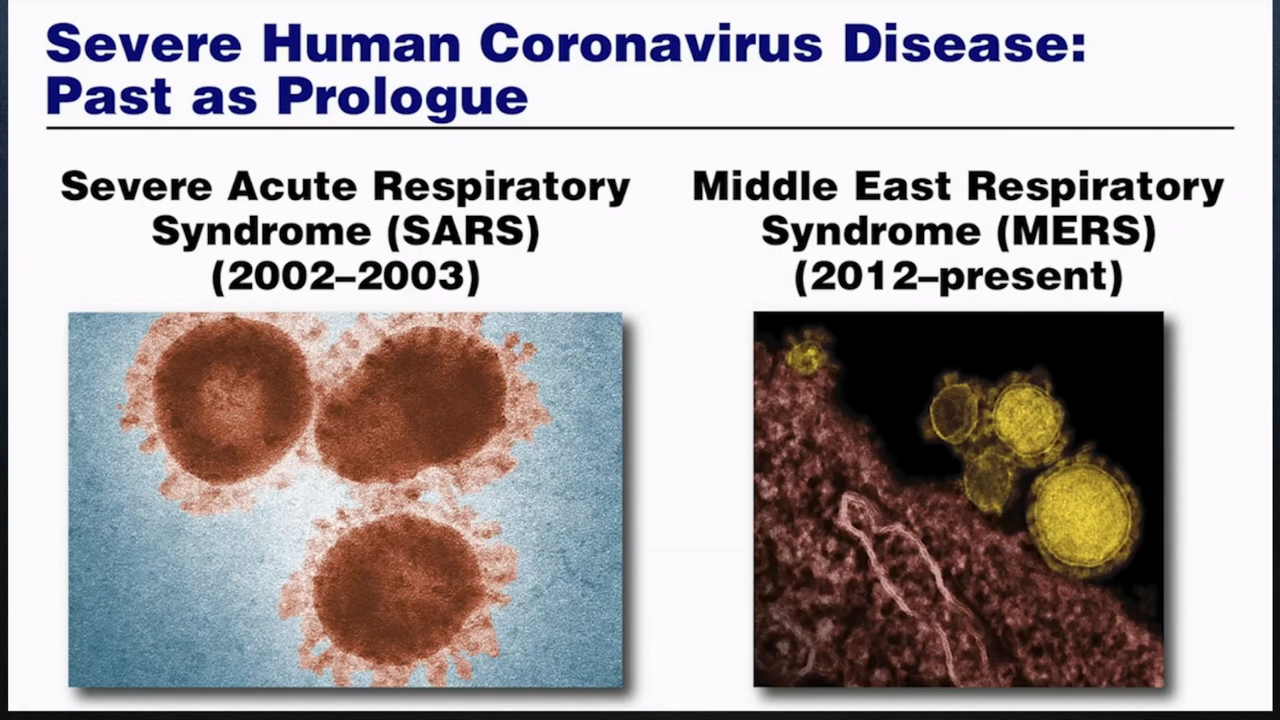 Severe Human Coronavirus Disease:
Past as Prologue
Severe Acute Respiratory
Syndrome (SARS)
(2002–2003)
Middle East Respiratory
Syndrome (MERS)
(2012–present)